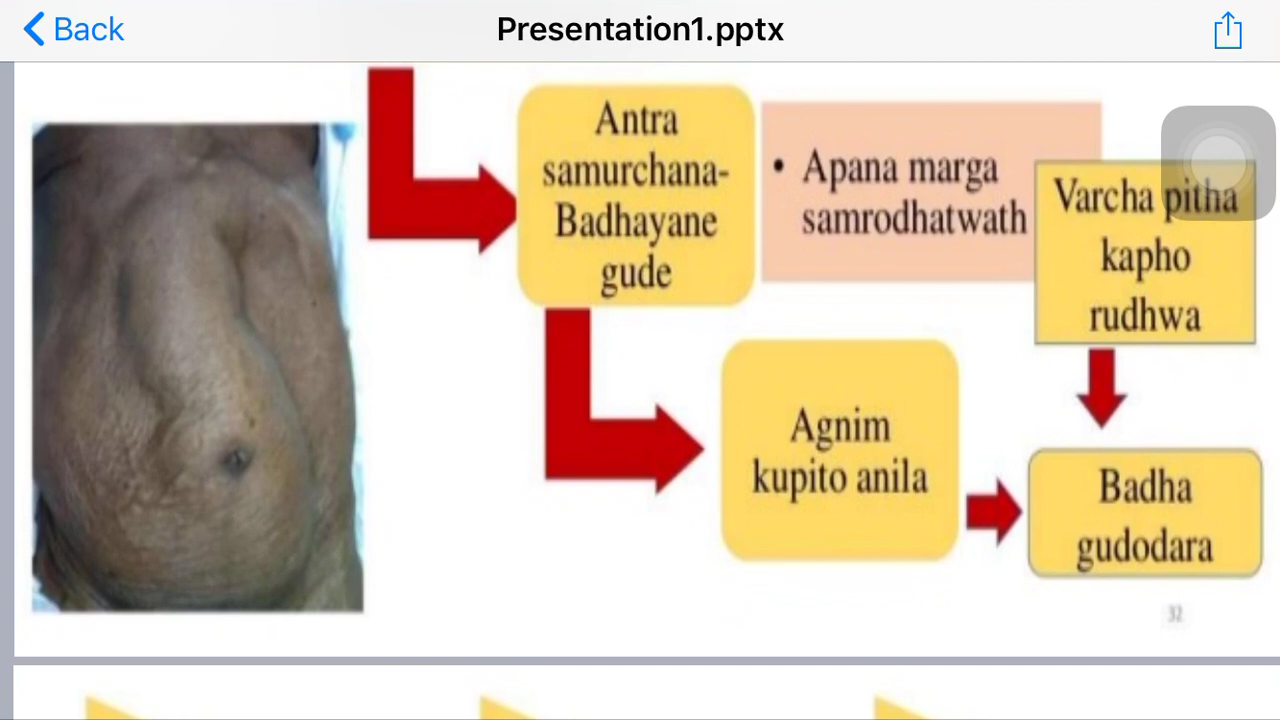 Back
Presentation1.pptx
Antra
samurchana-
Badhayane
gude
• Apana marga
samrodhatwath
Varcha pitha
kapho
rudhwa
Agnim
kupito anila
Badha
gudodara
32